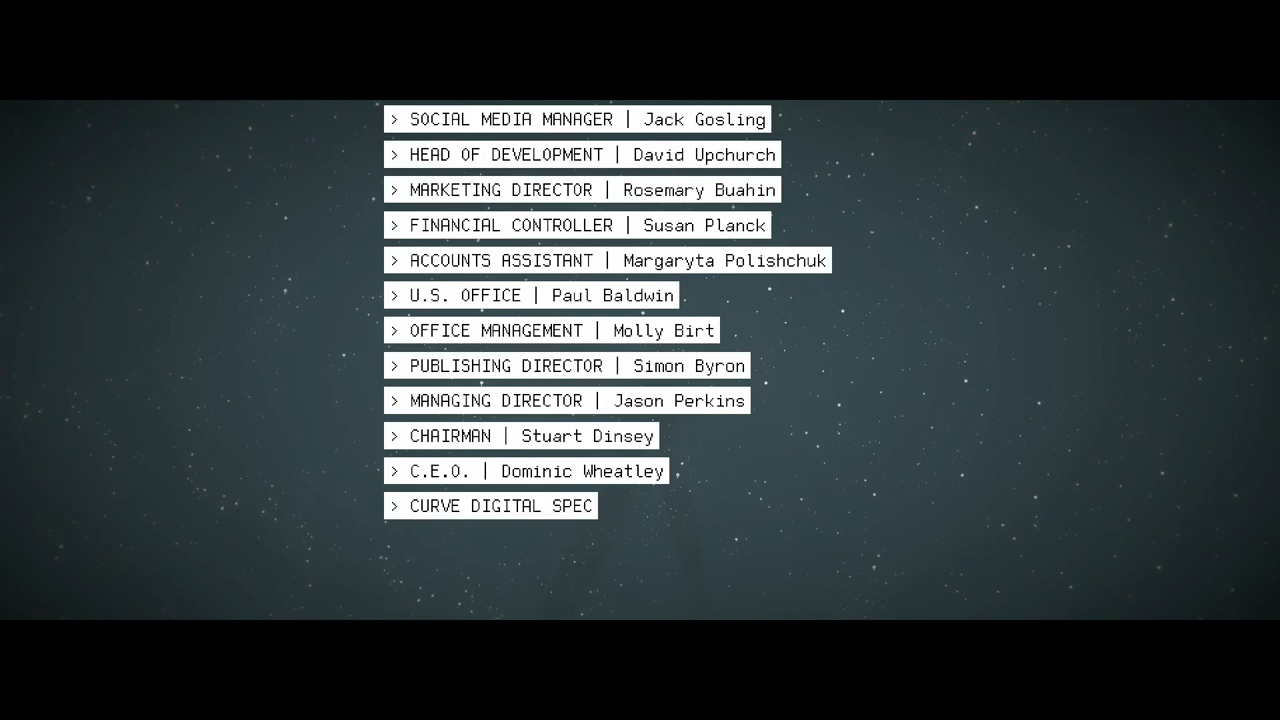 > SOCIAL MEDIA MANAGER | Jack Gosling
> HEAD OF DEVELOPMENT | David Upchurch
> MARKETING DIRECTOR | Rosemary Buahin
> FINANCIAL CONTROLLER | Susan Planck
> ACCOUNTS ASSISTANT | Margaryta Polishchuk
> U.S. OFFICE | Paul Baldwin
> OFFICE MANAGEMENT | Molly Birt
> PUBLISHING DIRECTOR | Simon Byron
> MANAGING DIRECTOR | Jason Perkins
> CHAIRMAN | Stuart Dinsey
> C.E.O. | Dominic Wheatley
> CURVE DIGITAL SPEC